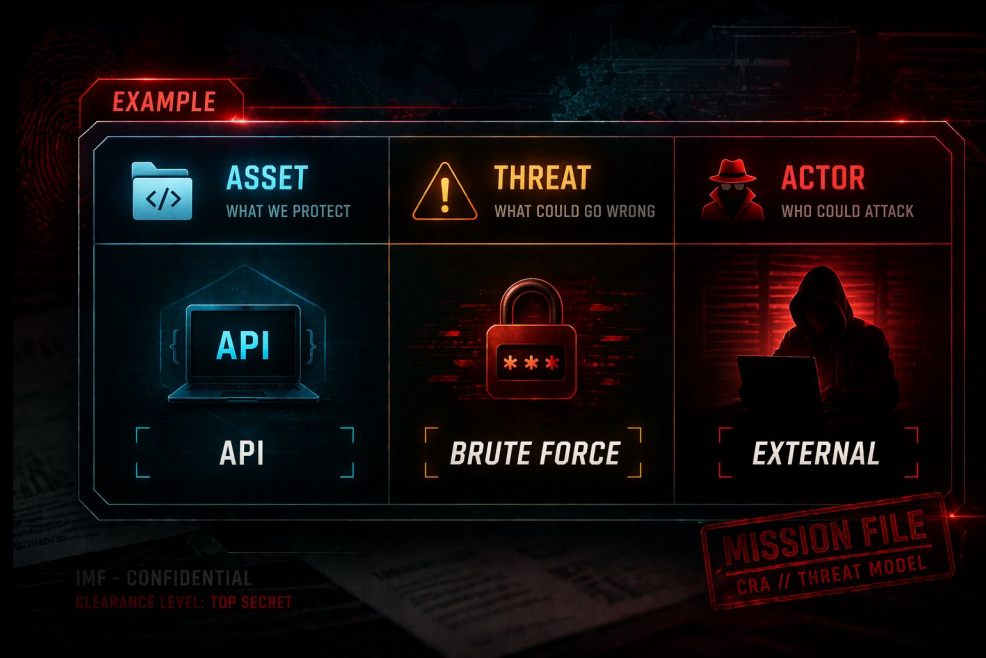 EXAMPLE
</>
ASSET
WHAT WE PROTECT
!
THREAT
WHAT COULD GO WRONG
ACTOR
WHO COULD ATTACK
{ API }
API
***
BRUTE FORCE
EXTERNAL
MISSION FILE
CRA // THREAT MODEL
IMF - CONFIDENTIAL
CLEARANCE LEVEL: TOP SECRET